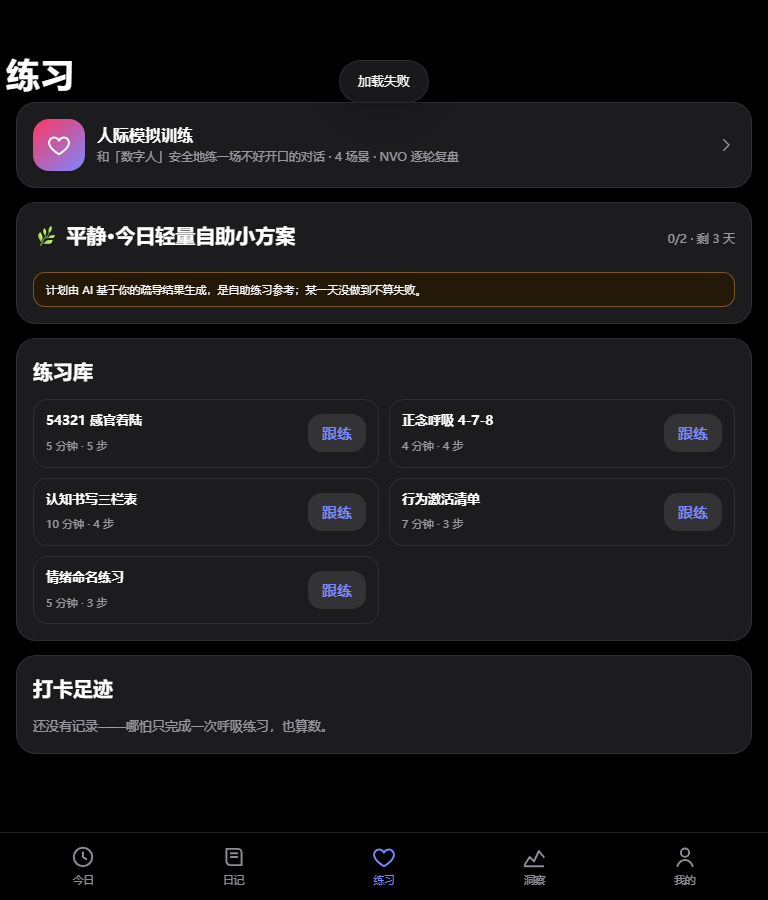 练习
加载失败
人际模拟训练
和「数字人」安全地练一场不好开口的对话 · 4 场景 · NVO 逐轮复盘
平静·今日轻量自助小方案
0/2 · 剩 3 天
计划由 AI 基于你的疏导结果生成，是自助练习参考；某一天没做到不算失败。
练习库
54321 感官着陆
5 分钟 · 5 步
跟练
正念呼吸 4-7-8
4 分钟 · 4 步
跟练
认知书写三栏表
10 分钟 · 4 步
跟练
行为激活清单
7 分钟 · 3 步
跟练
情绪命名练习
5 分钟 · 3 步
跟练
打卡足迹
还没有记录——哪怕只完成一次呼吸练习，也算数。
今日
日记
练习
洞察
我的